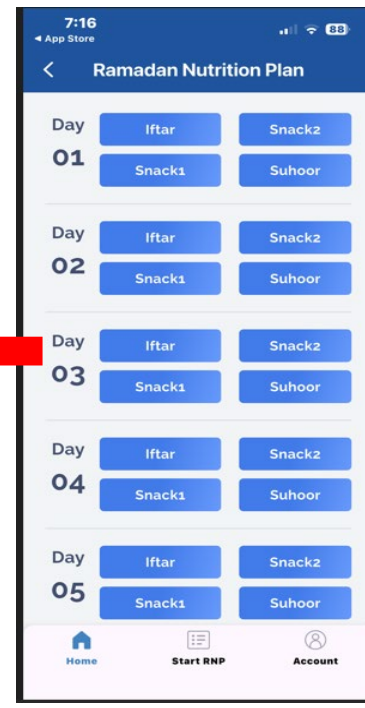 7:16
88
◄ App Store
< Ramadan Nutrition Plan
Day 01
Iftar Snack2
Snack1 Suhoor
Day 02
Iftar Snack2
Snack1 Suhoor
Day 03
Iftar Snack2
Snack1 Suhoor
Day 04
Iftar Snack2
Snack1 Suhoor
Day 05
Iftar Snack2
Snack1 Suhoor
Home Start RNP Account